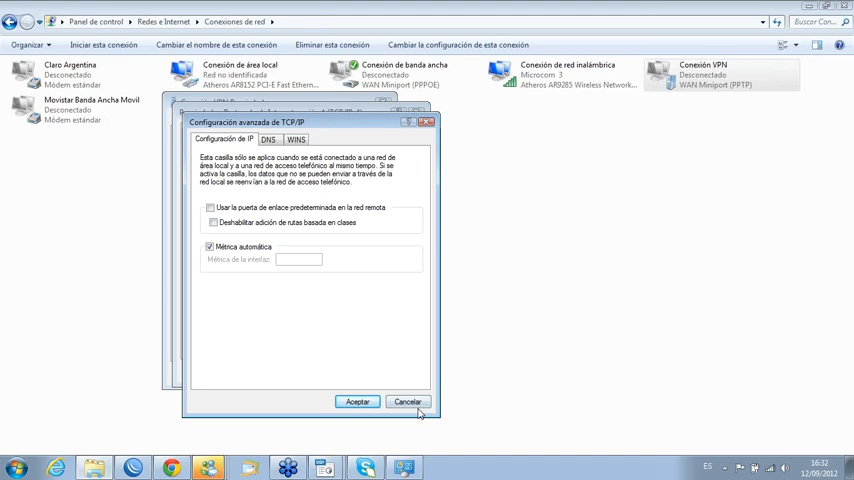 Panel de control
Redes e Internet
Conexiones de red
Buscar Con...
Organizar
Iniciar esta conexión
Cambiar el nombre de esta conexión
Eliminar esta conexión
Cambiar la configuración de esta conexión
Claro Argentina
Desconectado
Módem estándar
Conexión de área local
Red no identificada
Atheros AR8152 PCI-E Fast Ethern...
Conexión de banda ancha
Desconectado
WAN Miniport (PPPOE)
Conexión de red inalámbrica
Microcom 3
Atheros AR9285 Wireless Network...
Conexión VPN
Desconectado
WAN Miniport (PPTP)
Movistar Banda Ancha Movil
Desconectado
Módem estándar
Configuración avanzada de TCP/IP
Configuración de IP
DNS
WINS
Esta casilla sólo se aplica cuando se está conectado a una red de
área local y a una red de acceso telefónico al mismo tiempo. Si se
activa la casilla, los datos que no se pueden enviar a través de la
red local se reenvían a la red de acceso telefónico.
Usar la puerta de enlace predeterminada en la red remota
Deshabilitar adición de rutas basada en clases
Métrica automática
Métrica de la interfaz:
Aceptar
Cancelar
ES
16:32
12/09/2012